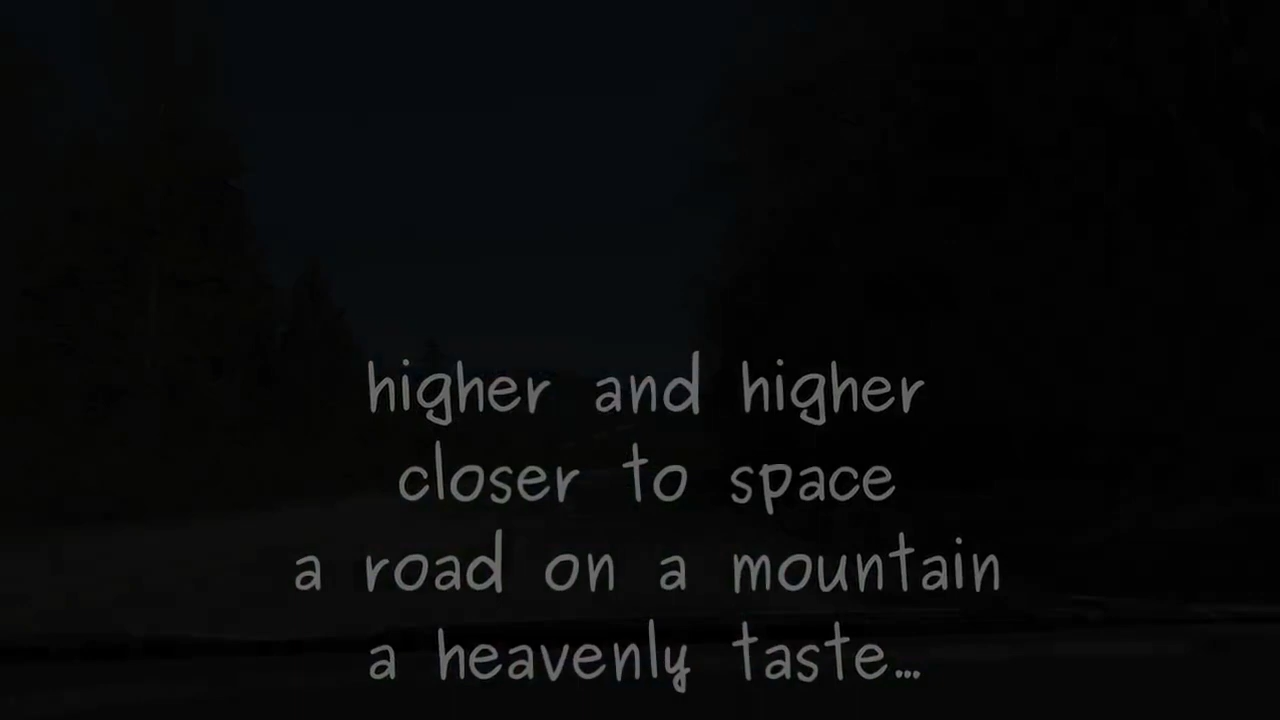 higher and higher
closer to space
a road on a mountain
a heavenly taste...